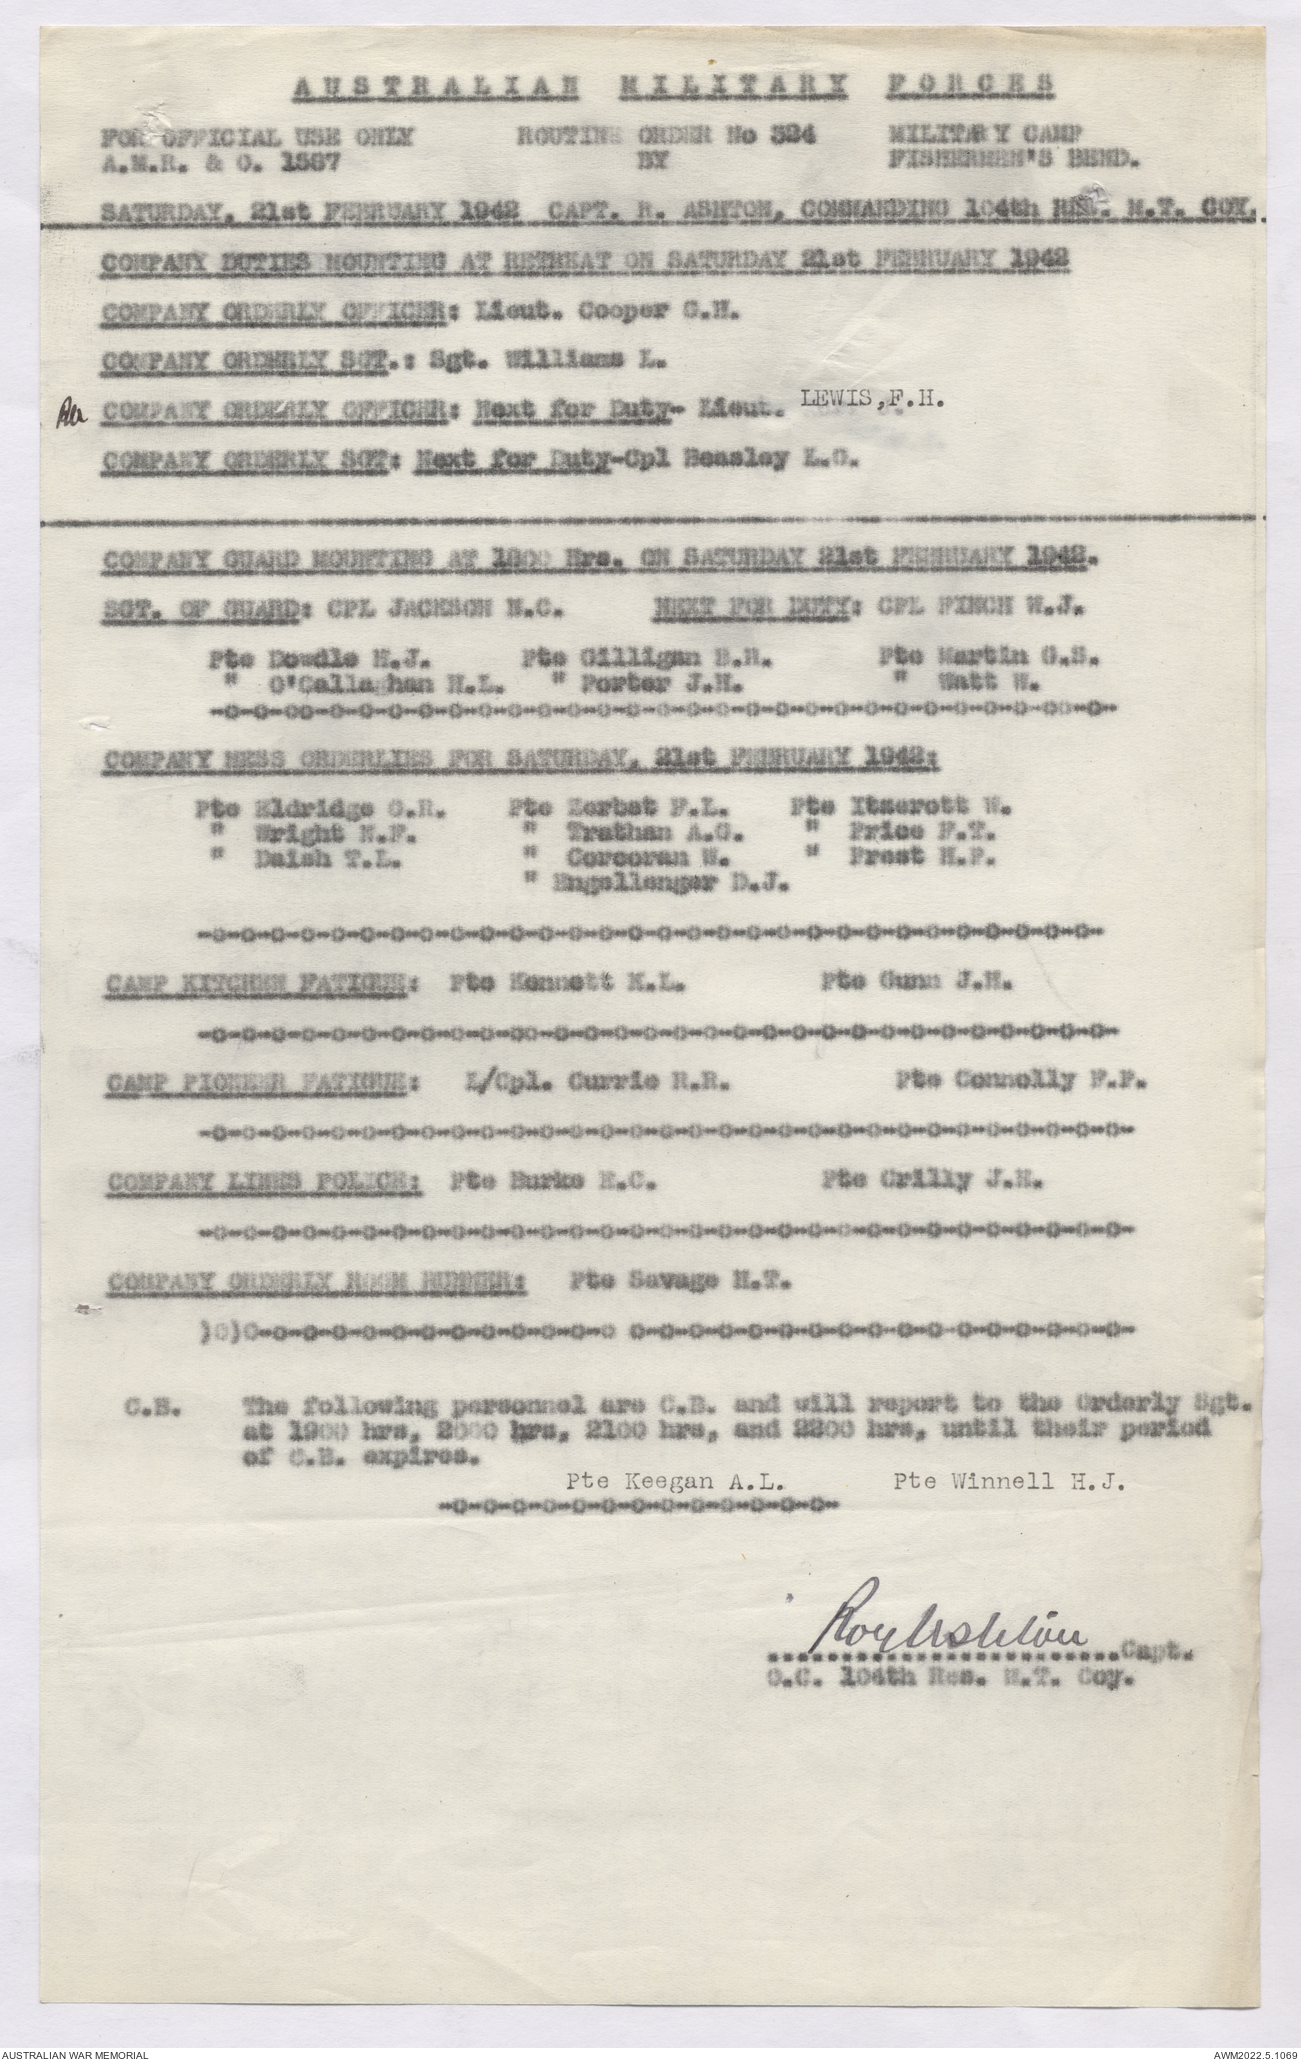 AUSTRALIAN MILITARY FORCES
FOR OFFICIAL USE ONLY ROUTINE ORDER No 324 MILITARY CAMP
A.M.R. & O. 1587 BY FISHERMEN'S BEND.
SATURDAY, 21st FEBRUARY 1942 CAPT. R. ASHTON, COMMANDING 104th RES. M.T. COY.
COMPANY DUTIES MOUNTING AT RETREAT ON SATURDAY 21st FEBRUARY 1942
COMPANY ORDERLY OFFICER: Lieut. Cooper G.H.
COMPANY ORDERLY SGT.: Sgt. Williams L.
RA COMPANY ORDERLY OFFICER: Next for Duty- Lieut. LEWIS,F.H.
COMPANY ORDERLY SGT: Next for Duty-Cpl Beasley L.C.
COMPANY GUARD MOUNTING AT 1800 Hrs. ON SATURDAY 21st FEBRUARY 1942.
SGT. OF GUARD: CPL JACKSON N.C. NEXT FOR DUTY: CPL FINCH W.J.
Pte Dowdle H.J. Pte Gilligan B.R. Pte Martin G.S.
" O'Callaghan H.L. " Porter J.H. " Watt W.
-o-o-oo-o-o-o-o-o-o-o-o-o-o-o-o-o-o-o-o-o-o-o-o-o-o-o-o-oo-o-
COMPANY MESS ORDERLIES FOR SATURDAY, 21st FEBRUARY 1942:
Pte Eldridge G.R. Pte Zerbst F.L. Pte Itzerott W.
" Wright N.F. " Trathan A.G. " Price F.T.
" Daish T.L. " Corcoran W. " Prest H.P.
" Engellenger D.J.
-o-o-o-o-o-o-o-o-o-o-o-o-o-o-o-o-o-o-o-o-o-o-o-o-o-o-o-o-o-o-
CAMP KITCHEN FATIGUE: Pte Kennett K.L. Pte Gunn J.H.
-o-o-o-o-o-o-o-o-o-o-oo-o-o-o-o-o-o-o-o-o-o-o-o-o-o-o-o-o-o-
CAMP PIONEER FATIGUE: L/Cpl. Currie R.R. Pte Connolly F.P.
-o-o-o-o-o-o-o-o-o-o-o-o-o-o-o-o-o-o-o-o-o-o-o-o-o-o-o-o-o-o-o-
COMPANY LINES POLICE: Pte Burke H.C. Pte Crilly J.H.
-o-o-o-o-o-o-o-o-o-o-o-o-o-o-o-o-o-o-o-o-o-o-o-o-o-o-o-o-o-o-o-
COMPANY ORDERLY ROOM RUNNER: Pte Savage H.T.
)O)O-o-o-o-o-o-o-o-o-o-o-o-o o-o-o-o-o-o-o-o-o-o-o-o-o-o-o-o-o-
C.B. The following personnel are C.B. and will report to the Orderly Sgt.
at 1900 hrs, 2000 hrs, 2100 hrs, and 2200 hrs, until their period
of C.B. expires.
Pte Keegan A.L. Pte Winnell H.J.
-o-o-o-o-o-o-o-o-o-o-o-o-o-
Roy Ashton
........................Capt.
O.C. 104th Res. M.T. Coy.
AUSTRALIAN WAR MEMORIAL AWM2022.5.1069